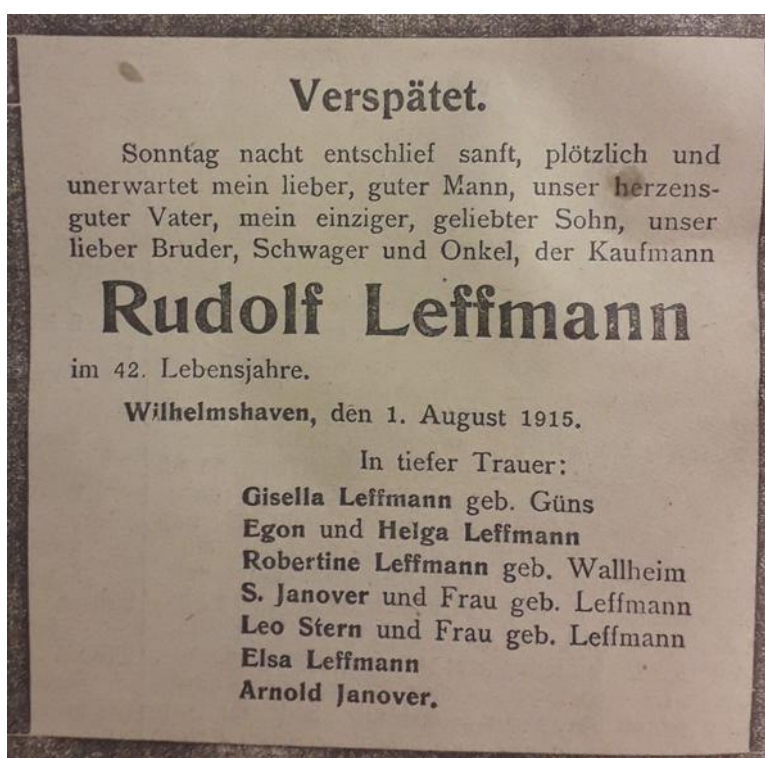 Verspätet.
Sonntag nacht entschlief sanft, plötzlich und
unerwartet mein lieber, guter Mann, unser herzens-
guter Vater, mein einziger, geliebter Sohn, unser
lieber Bruder, Schwager und Onkel, der Kaufmann
Rudolf Leffmann
im 42. Lebensjahre.
Wilhelmshaven, den 1. August 1915.
In tiefer Trauer:
Gisella Leffmann geb. Güns
Egon und Helga Leffmann
Robertine Leffmann geb. Wallheim
S. Janover und Frau geb. Leffmann
Leo Stern und Frau geb. Leffmann
Elsa Leffmann
Arnold Janover.